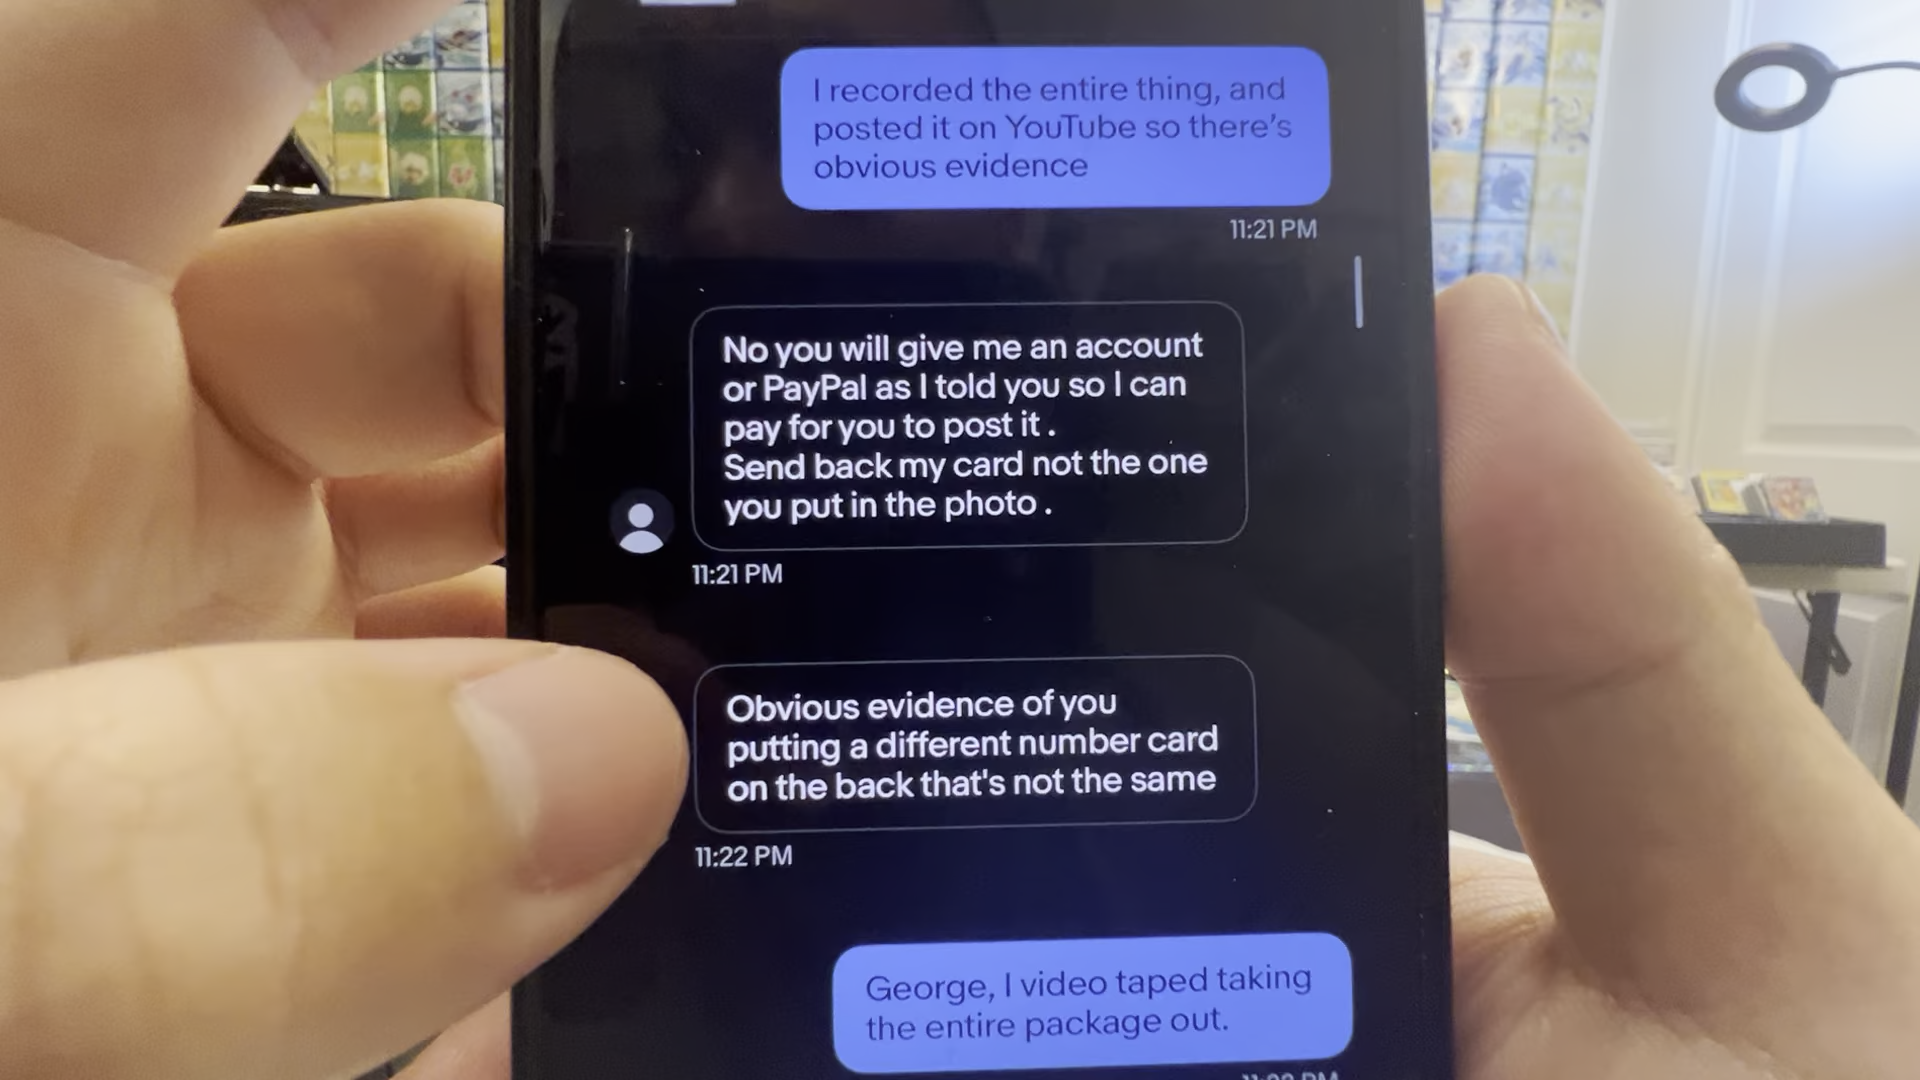 I recorded the entire thing, and
posted it on YouTube so there's
obvious evidence
11:21 PM
No you will give me an account
or PayPal as I told you so I can
pay for you to post it .
Send back my card not the one
you put in the photo .
11:21 PM
Obvious evidence of you
putting a different number card
on the back that's not the same
11:22 PM
George, I video taped taking
the entire package out.